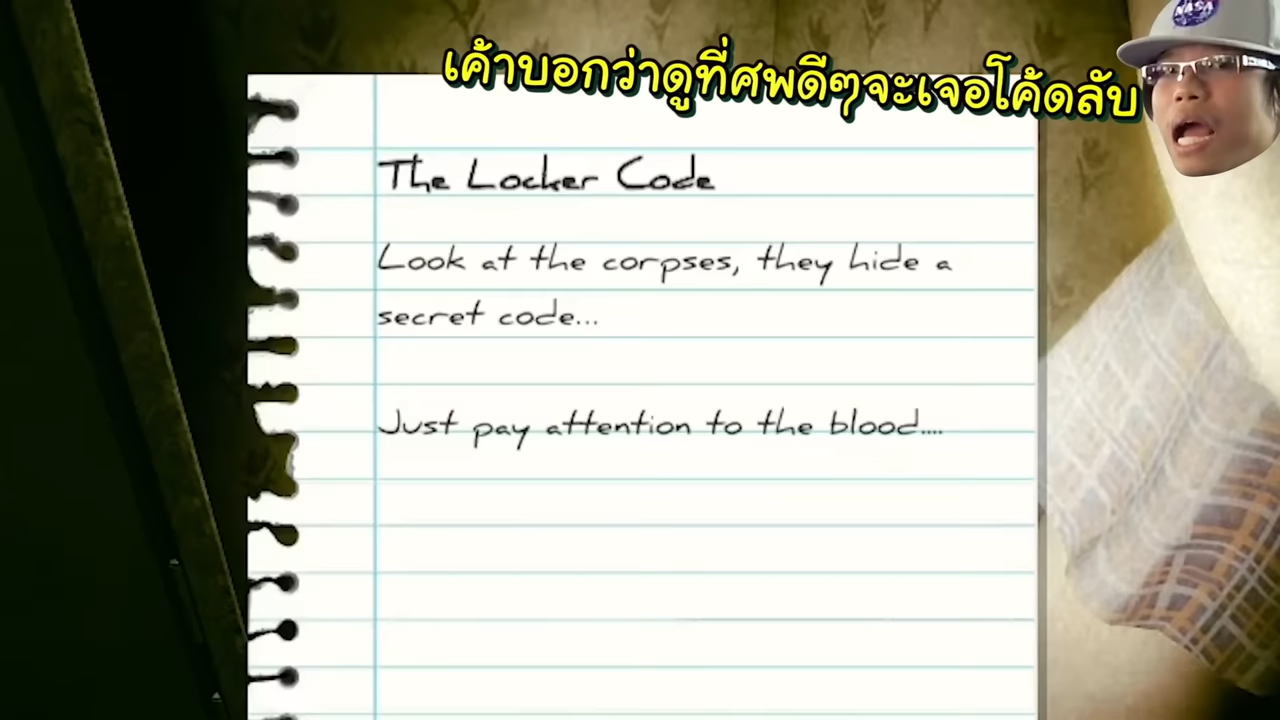 เค้าบอกว่าดูที่ศพดีๆจะเจอโค้ดลับ
NASA
The Locker Code
Look at the corpses, they hide a
secret code...
Just pay attention to the blood....